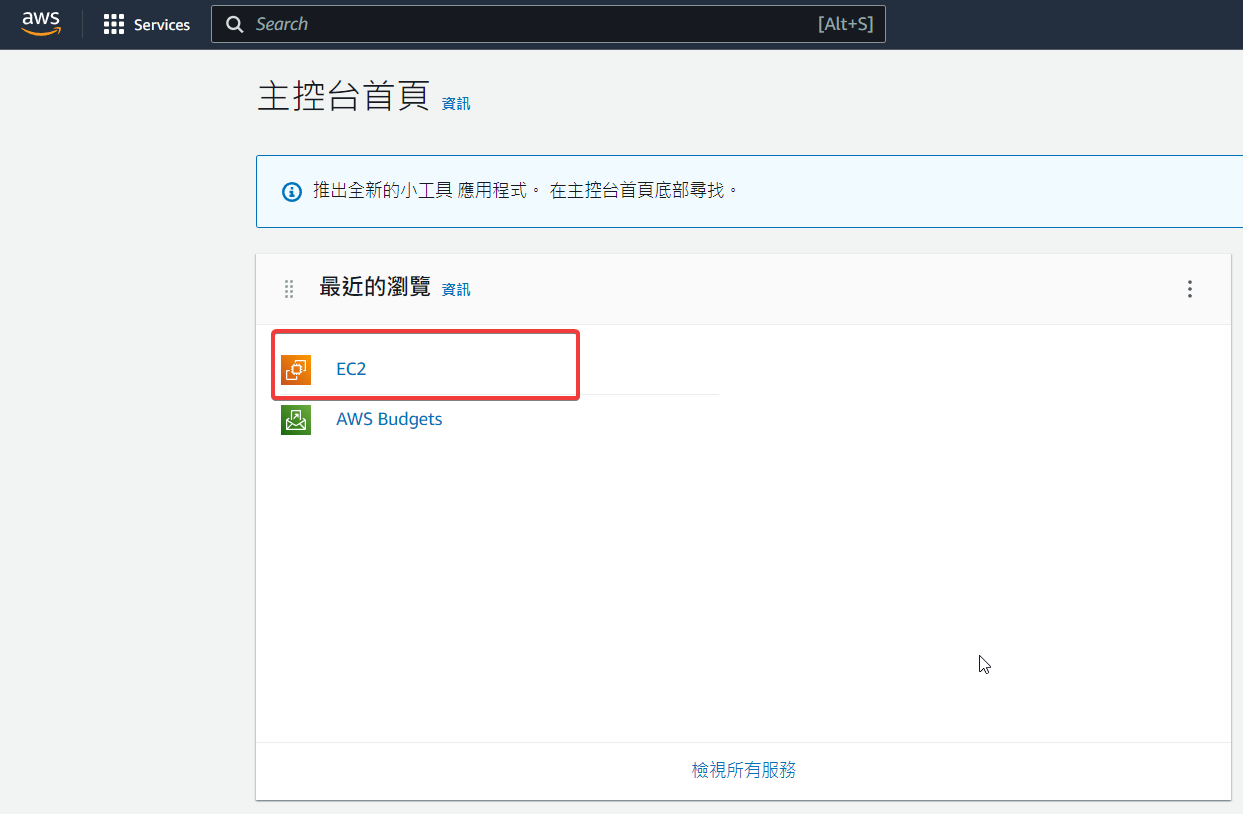 aws
Services
Search
[Alt+S]
主控台首頁 資訊
推出全新的小工具 應用程式。 在主控台首頁底部尋找。
最近的瀏覽 資訊
EC2
AWS Budgets
檢視所有服務